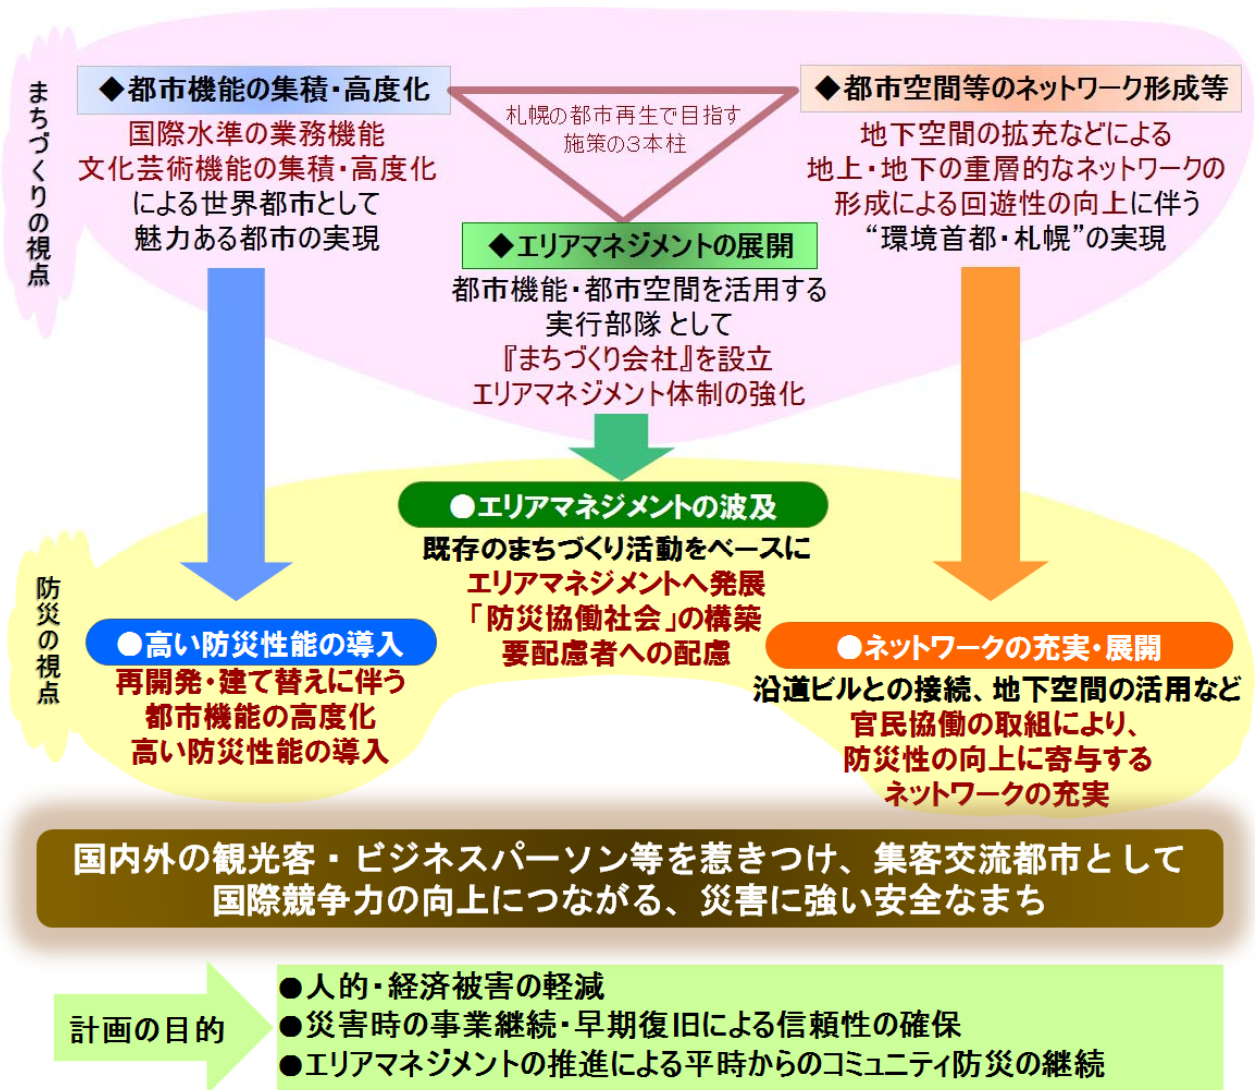 まちづくりの視点
◆都市機能の集積・高度化
国際水準の業務機能
文化芸術機能の集積・高度化
による世界都市として
魅力ある都市の実現
札幌の都市再生で目指す
施策の3本柱
◆都市空間等のネットワーク形成等
地下空間の拡充などによる
地上・地下の重層的なネットワークの
形成による回遊性の向上に伴う
“環境首都・札幌”の実現
◆エリアマネジメントの展開
都市機能・都市空間を活用する
実行部隊として
『まちづくり会社』を設立
エリアマネジメント体制の強化
防災の視点
●エリアマネジメントの波及
既存のまちづくり活動をベースに
エリアマネジメントへ発展
「防災協働社会」の構築
要配慮者への配慮
●高い防災性能の導入
再開発・建て替えに伴う
都市機能の高度化
高い防災性能の導入
●ネットワークの充実・展開
沿道ビルとの接続、地下空間の活用など
官民協働の取組により、
防災性の向上に寄与する
ネットワークの充実
国内外の観光客・ビジネスパーソン等を惹きつけ、集客交流都市として
国際競争力の向上につながる、災害に強い安全なまち
計画の目的
●人的・経済被害の軽減
●災害時の事業継続・早期復旧による信頼性の確保
●エリアマネジメントの推進による平時からのコミュニティ防災の継続